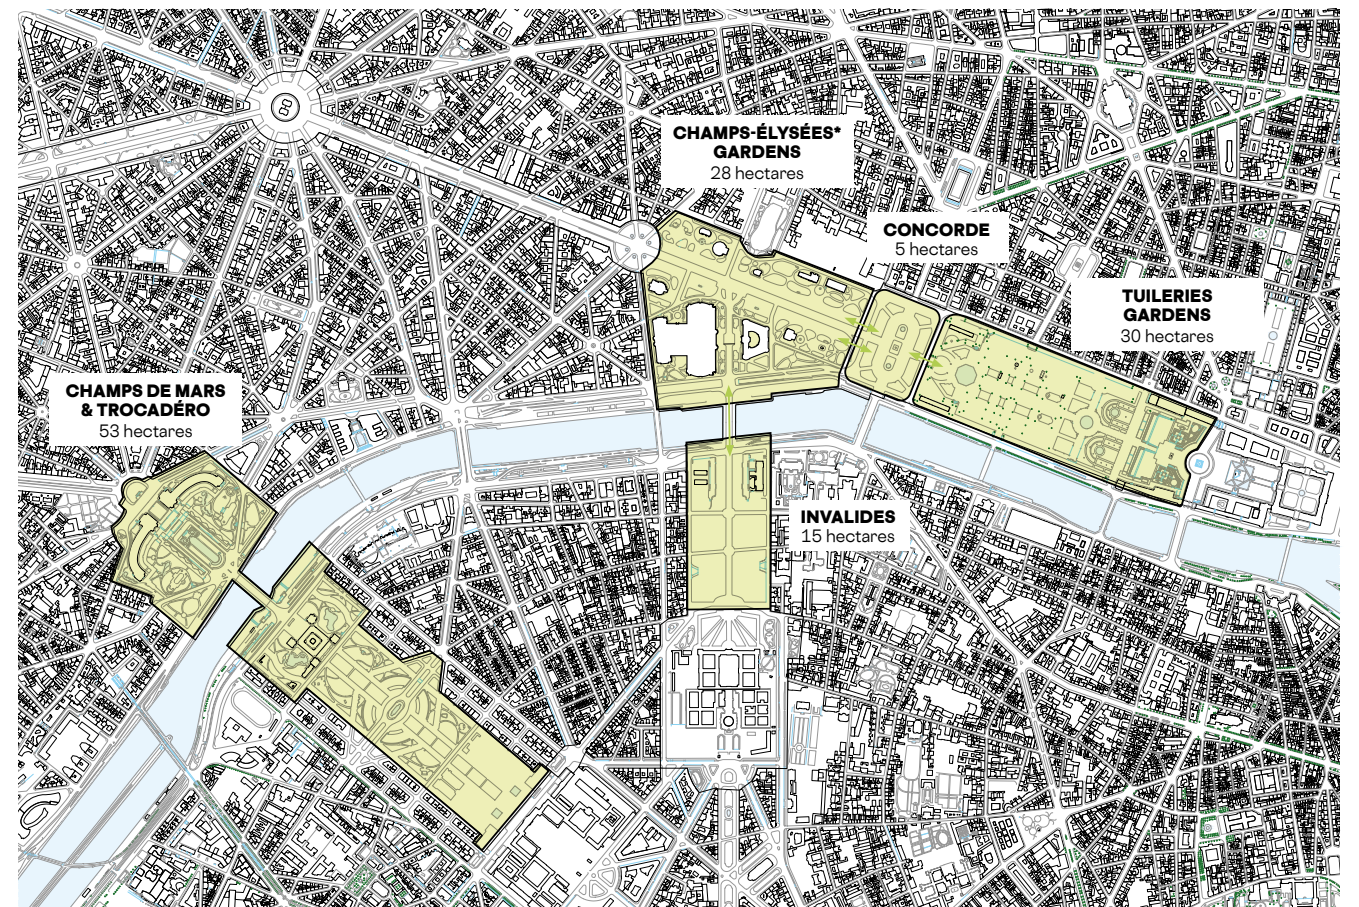 CHAMPS-ÉLYSÉES*
GARDENS
28 hectares
CONCORDE
5 hectares
TUILERIES
GARDENS
30 hectares
CHAMPS DE MARS
& TROCADÉRO
53 hectares
INVALIDES
15 hectares